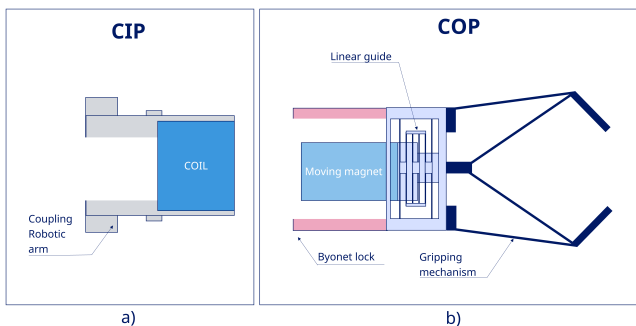 CIP
COIL
Coupling
Robotic
arm
a)
COP
Linear guide
Moving magnet
Byonet lock
Gripping
mechanism
b)